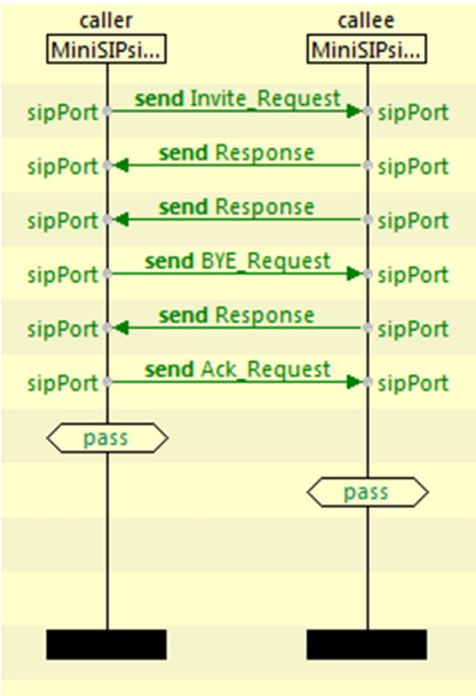 caller callee
MiniSIPsi... MiniSIPsi...
send Invite_Request
sipPort sipPort
send Response
sipPort sipPort
send Response
sipPort sipPort
send BYE_Request
sipPort sipPort
send Response
sipPort sipPort
send Ack_Request
sipPort sipPort
pass
pass